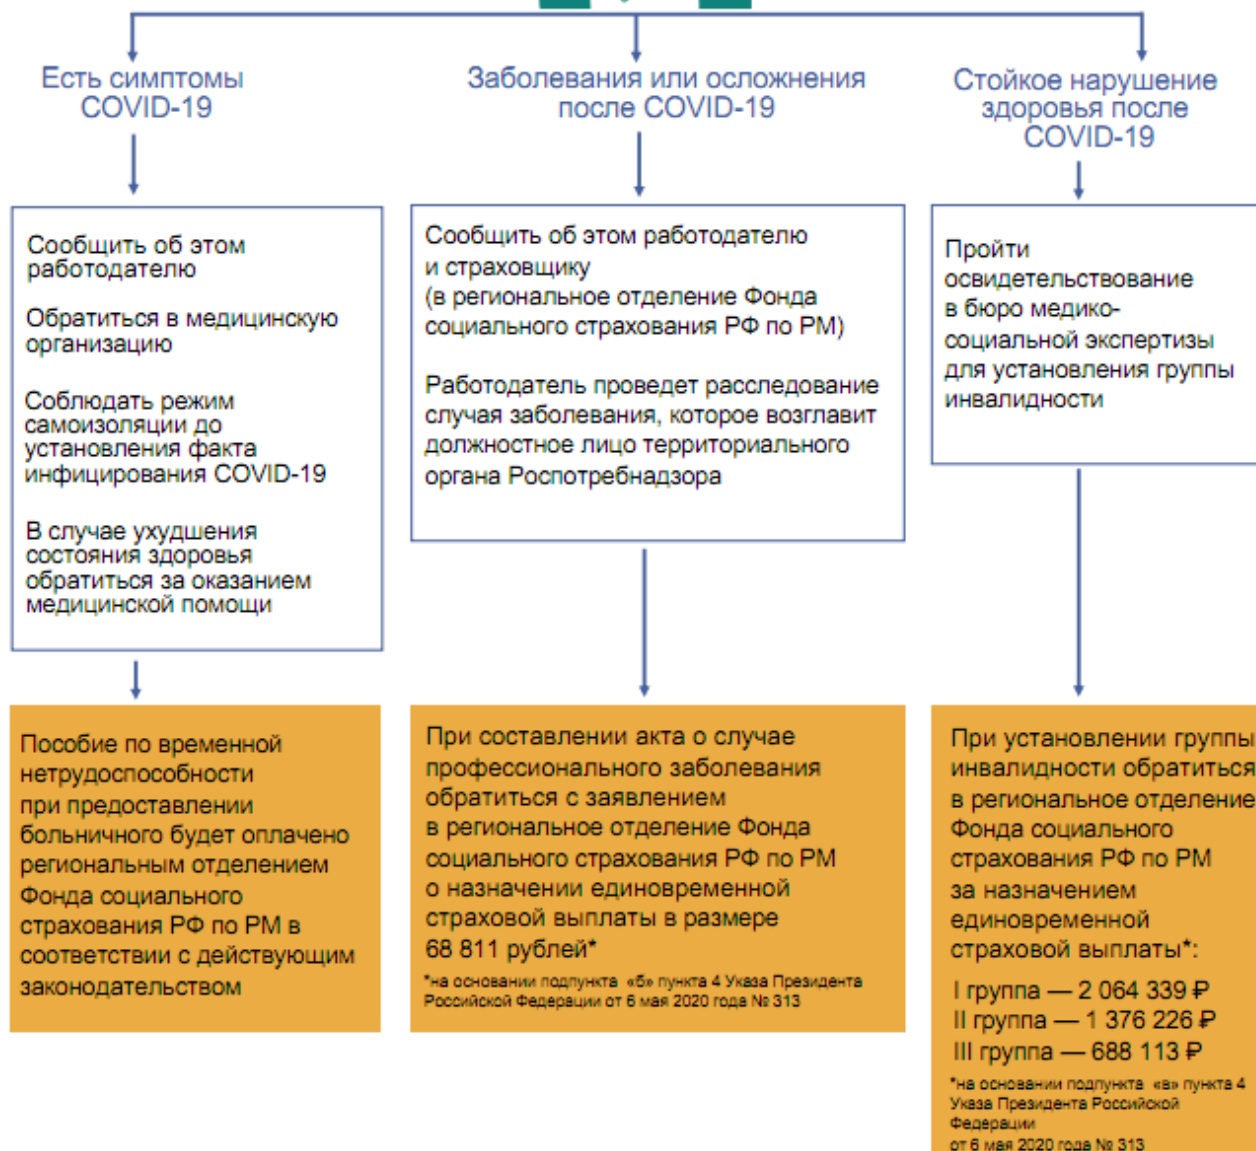 Есть симптомы
COVID-19
Сообщить об этом
работодателю
Обратиться в медицинскую
организацию
Соблюдать режим
самоизоляции до
установления факта
инфицирования COVID-19
В случае ухудшения
состояния здоровья
обратиться за оказанием
медицинской помощи
Пособие по временной
нетрудоспособности
при предоставлении
больничного будет оплачено
региональным отделением
Фонда социального
страхования РФ по РМ в
соответствии с действующим
законодательством
Заболевания или осложнения
после COVID-19
Сообщить об этом работодателю
и страховщику
(в региональное отделение Фонда
социального страхования РФ по РМ)
Работодатель проведет расследование
случая заболевания, которое возглавит
должностное лицо территориального
органа Роспотребнадзора
При составлении акта о случае
профессионального заболевания
обратиться с заявлением
в региональное отделение Фонда
социального страхования РФ по РМ
о назначении единовременной
страховой выплаты в размере
68 811 рублей*
*на основании подпункта «б» пункта 4 Указа Президента
Российской Федерации от 6 мая 2020 года № 313
Стойкое нарушение
здоровья после
COVID-19
Пройти
освидетельствование
в бюро медико-
социальной экспертизы
для установления группы
инвалидности
При установлении группы
инвалидности обратиться
в региональное отделение
Фонда социального
страхования РФ по РМ
за назначением
единовременной
страховой выплаты*:
I группа — 2 064 339 ₽
II группа — 1 376 226 ₽
III группа — 688 113 ₽
*на основании подпункта «в» пункта 4
Указа Президента Российской
Федерации
от 6 мая 2020 года № 313